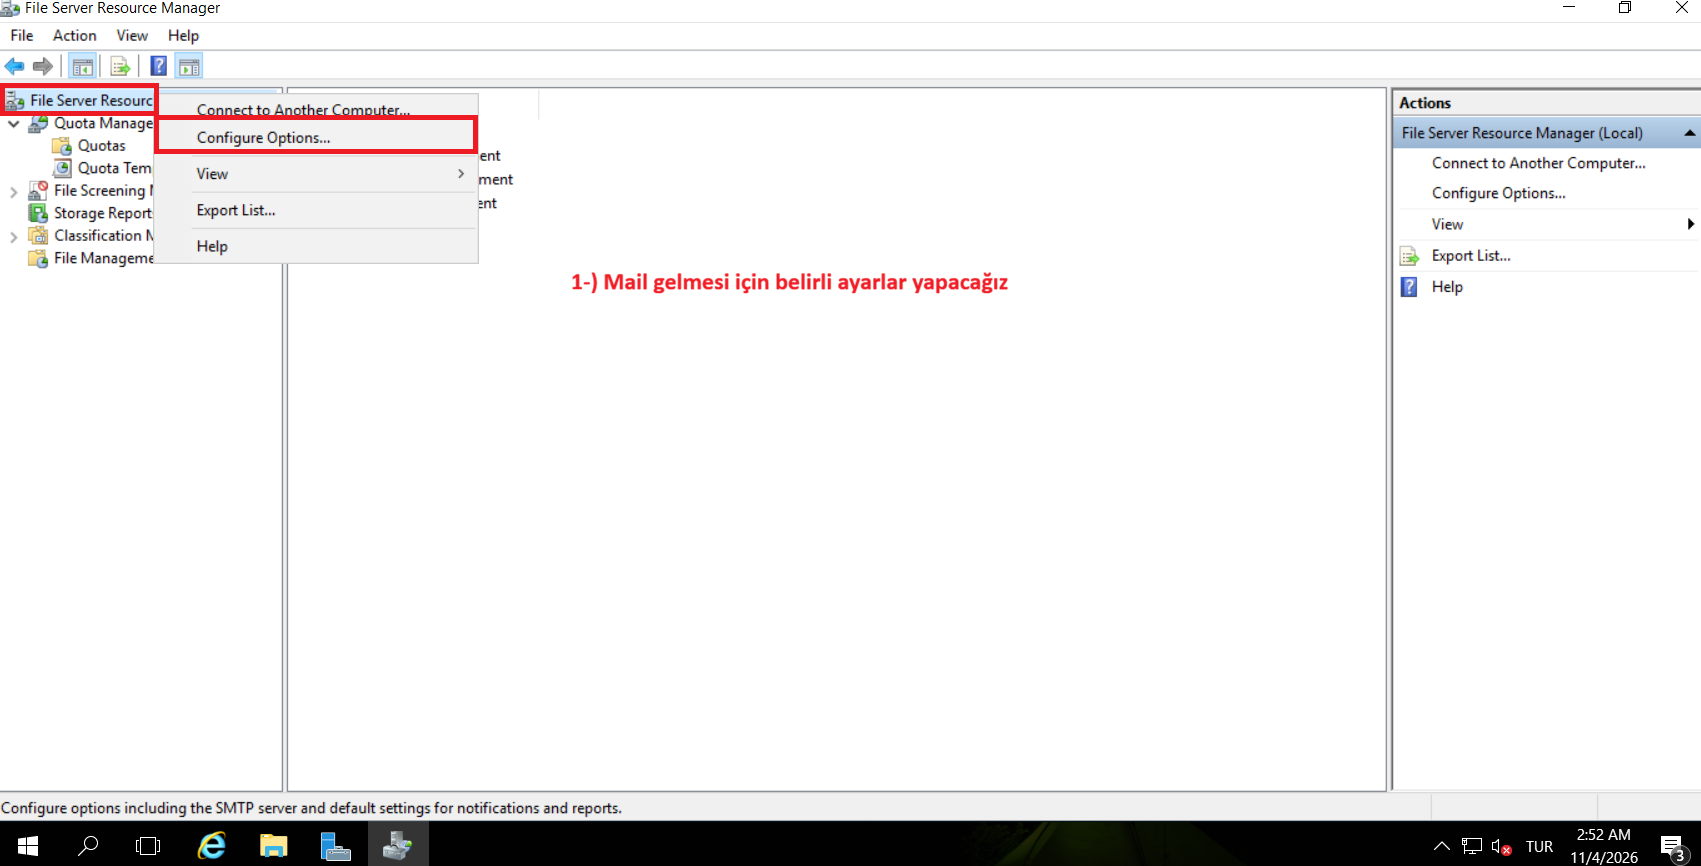 File Server Resource Manager
File Action View Help
File Server Resourc
Quota Manage
Quotas
Quota Tem
File Screening
Storage Report
Classification
File Manageme
Connect to Another Computer...
Configure Options...
View
Export List...
Help
ent
ment
ent
1-) Mail gelmesi için belirli ayarlar yapacağız
Actions
File Server Resource Manager (Local)
Connect to Another Computer...
Configure Options...
View
Export List...
Help
Configure options including the SMTP server and default settings for notifications and reports.
TUR
2:52 AM
11/4/2026
3